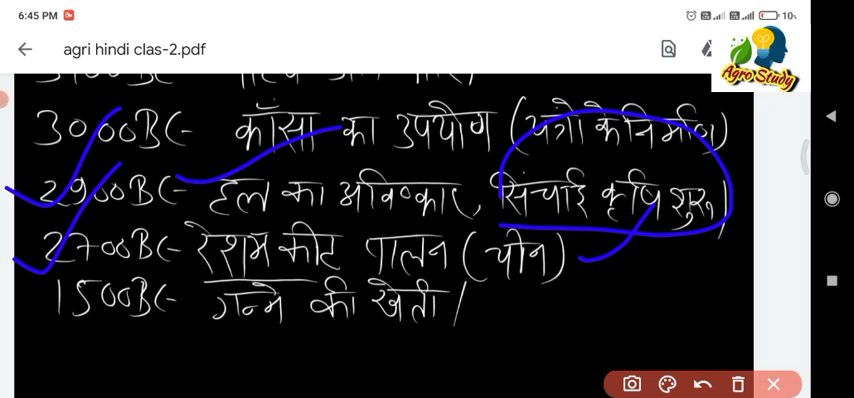 6:45 PM
10%
agri hindi clas-2.pdf
Agro Study
3000BC- काँसा का उपयोग (यंत्रो के निर्माण)
2900BC- हल का अविष्कार, सिंचाई कृषि शुरू
2700BC- रेशम कीट पालन (चीन)
1500BC- गन्ने की खेती /